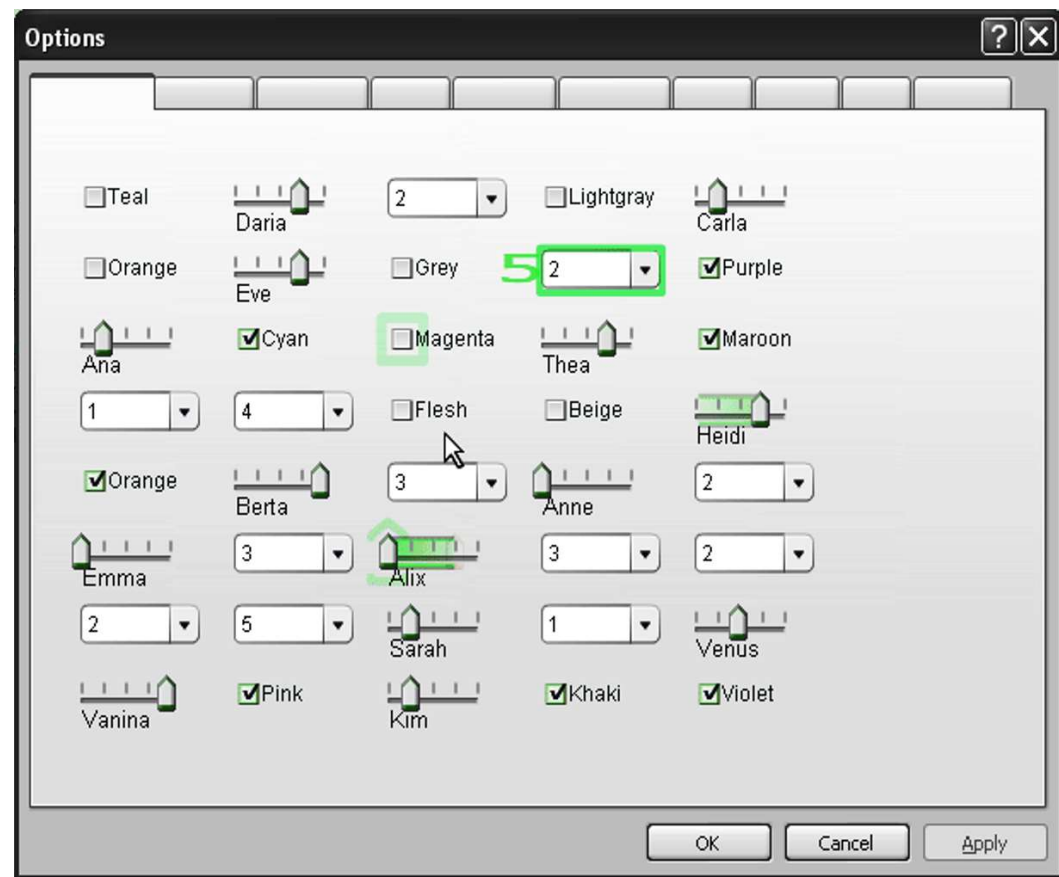 Options
Teal Daria 2 Lightgray Carla
Orange Eve Grey 5 2 Purple
Ana Cyan Magenta Thea Maroon
1 4 Flesh Beige Heidi
Orange Berta 3 Anne 2
Emma 3 Alix 3 2
2 5 Sarah 1 Venus
Vanina Pink Kim Khaki Violet
OK Cancel Apply